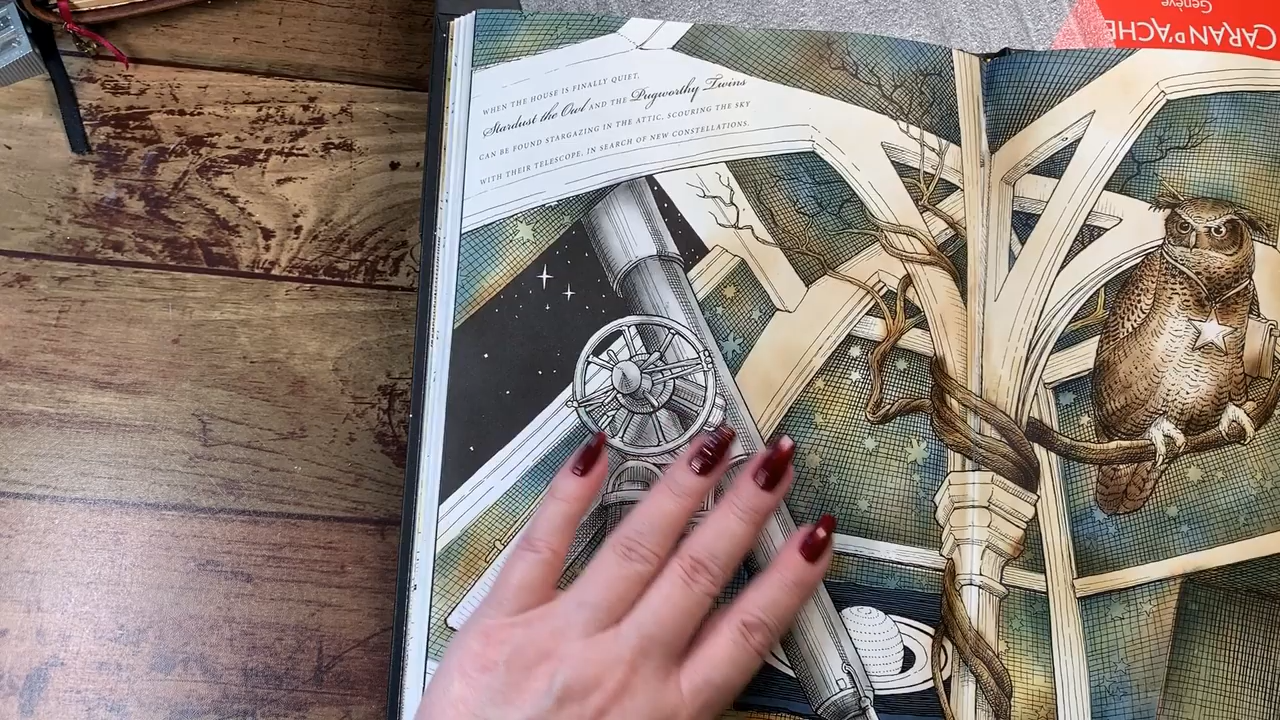 WHEN THE HOUSE IS FINALLY QUIET,
Stardust the Owl AND THE Pugworthy Twins
CAN BE FOUND STARGAZING IN THE ATTIC, SCOURING THE SKY
WITH THEIR TELESCOPE, IN SEARCH OF NEW CONSTELLATIONS.
CARAN D'ACHE
Genève